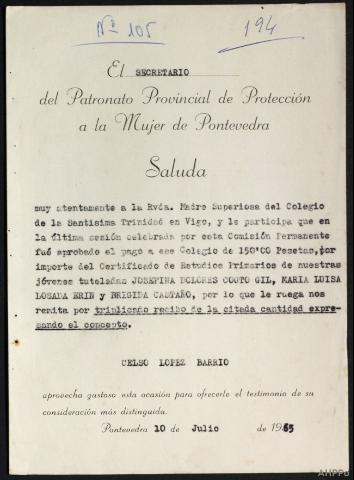 Nº 105
194
El SECRETARIO
del Patronato Provincial de Protección
a la Mujer de Pontevedra
Saluda
muy atentamente a la Rvda. Madre Superiosa del Colegio
de la Santisima Trinidad en Vigo, y le participa que en
la última sesión celebrada por esta Comisión Permanente
fué aprobado el pago a ese Colegio de 150'00 Pesetas, por
importe del Certificado de Estudios Primarios de nuestras
jóvenes tuteladas JOSEFINA DOLORES COUTO GIL, MARIA LUISA
LOSADA ERIN y BRIGIDA CASTAÑO, por lo que le ruega nos
remita por triplicado recibo de la citada cantidad expre-
sando el concepto.
CELSO LOPEZ BARRIO
aprovecha gustoso esta ocasión para ofrecerle el testimonio de su
consideración más distinguida.
Pontevedra 10 de Julio de 1965
AHPPo